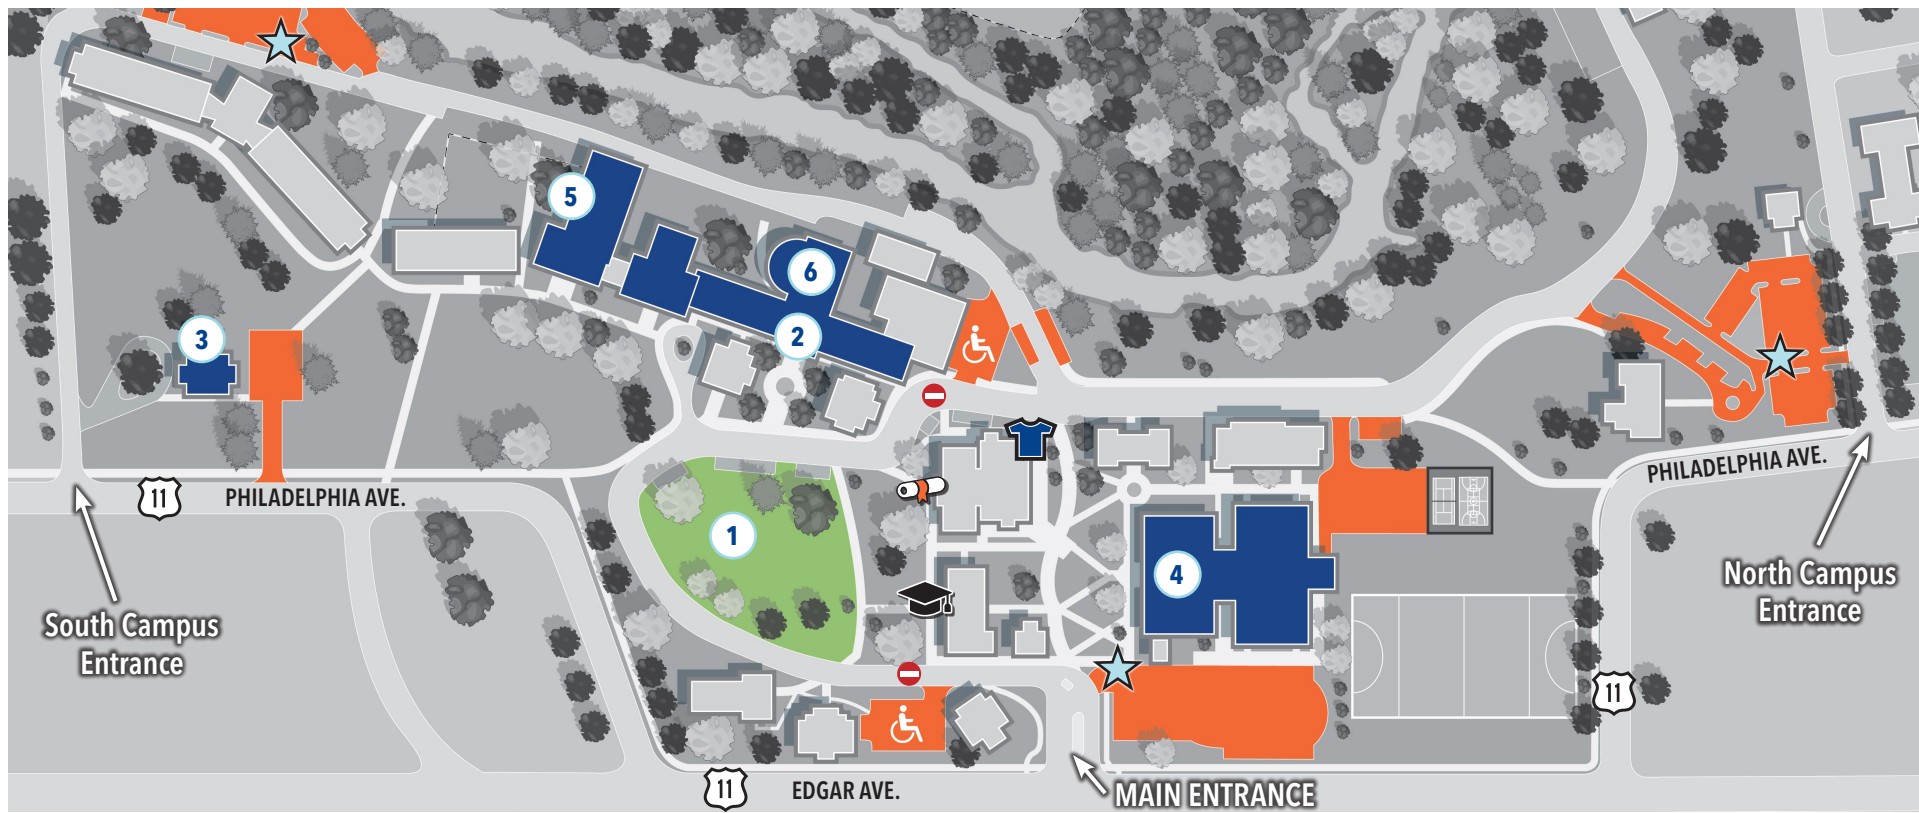 5
6
2
3
11
PHILADELPHIA AVE.
PHILADELPHIA AVE.
1
4
South Campus
Entrance
North Campus
Entrance
11
11
EDGAR AVE.
MAIN ENTRANCE